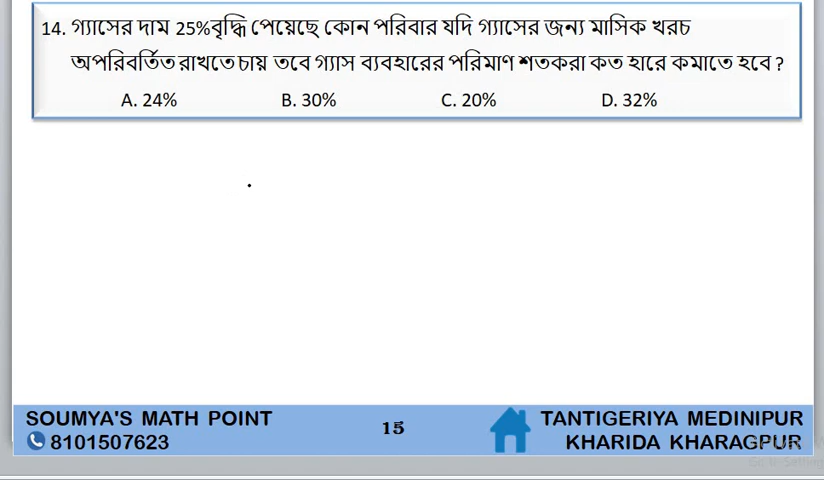 14. গ্যাসের দাম 25%বৃদ্ধি পেয়েছে কোন পরিবার যদি গ্যাসের জন্য মাসিক খরচ
অপরিবর্তিত রাখতে চায় তবে গ্যাস ব্যবহারের পরিমাণ শতকরা কত হারে কমাতে হবে ?
A. 24% B. 30% C. 20% D. 32%
SOUMYA'S MATH POINT
8101507623
15
TANTIGERIYA MEDINIPUR
KHARIDA KHARAGPUR